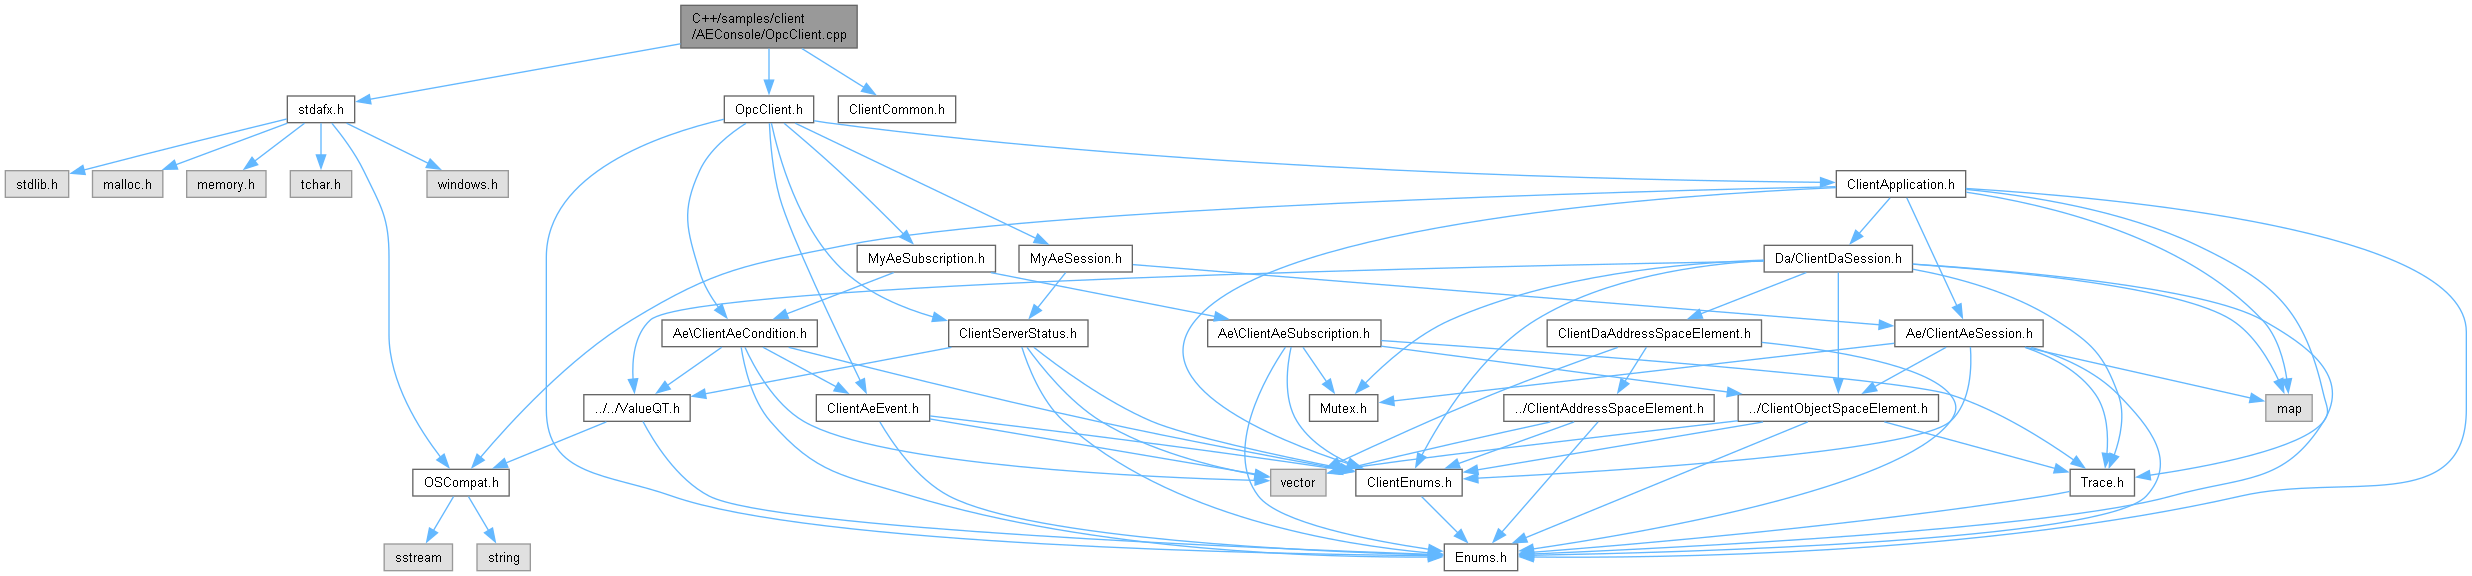 C++/samples/client
/AEConsole/OpcClient.cpp
stdafx.h
OpcClient.h
ClientCommon.h
stdlib.h
malloc.h
memory.h
tchar.h
windows.h
ClientApplication.h
MyAeSubscription.h
MyAeSession.h
Da/ClientDaSession.h
Ae\ClientAeCondition.h
ClientServerStatus.h
Ae\ClientAeSubscription.h
ClientDaAddressSpaceElement.h
Ae/ClientAeSession.h
../../ValueQT.h
ClientAeEvent.h
Mutex.h
../ClientAddressSpaceElement.h
../ClientObjectSpaceElement.h
map
OSCompat.h
vector
ClientEnums.h
Trace.h
sstream
string
Enums.h